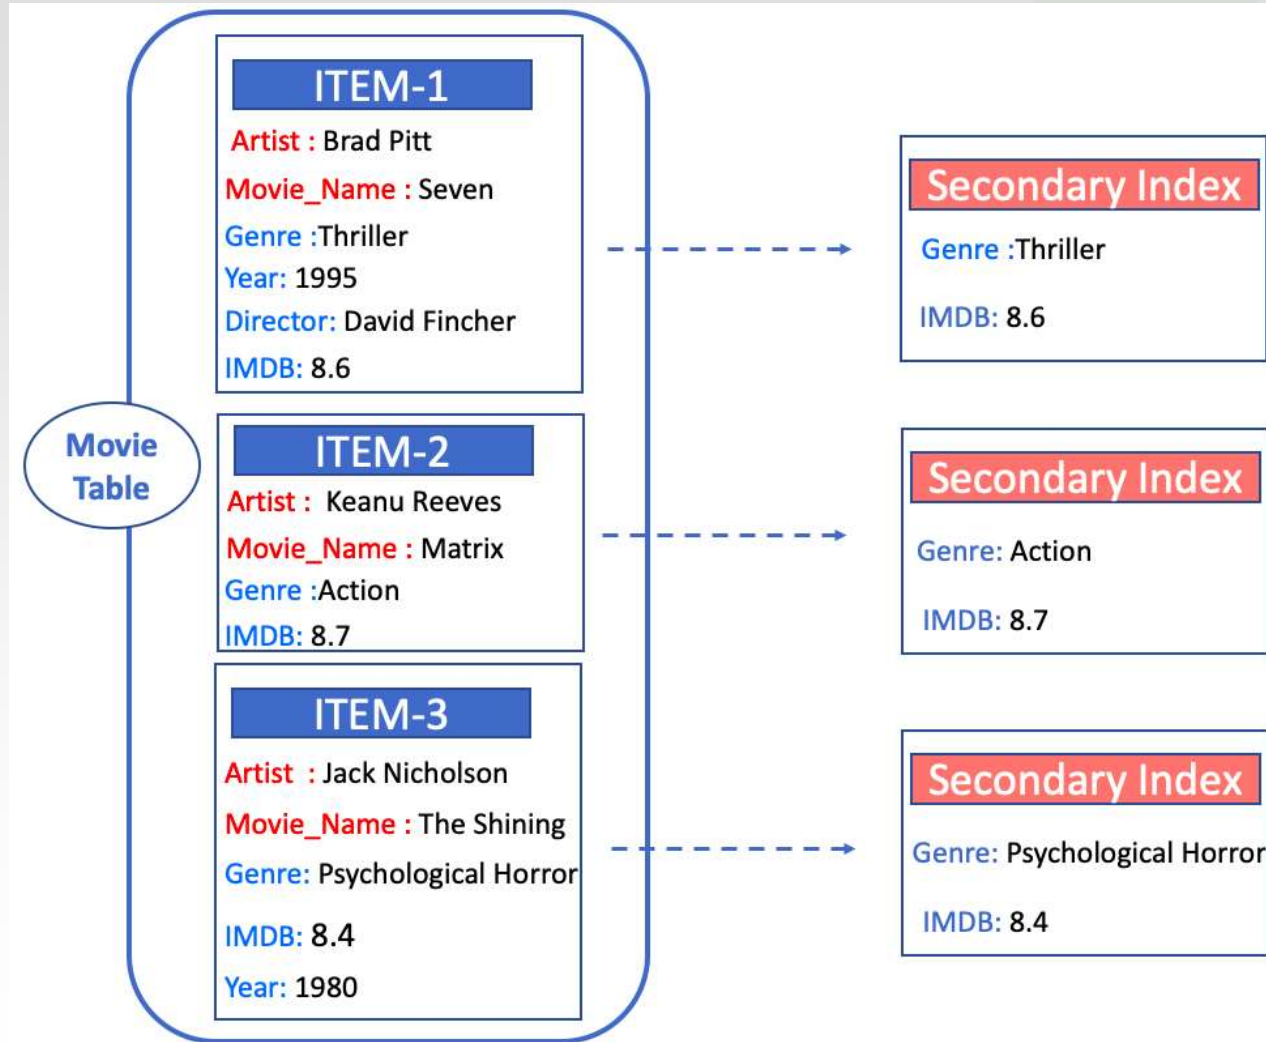 Movie
Table
ITEM-1
Artist : Brad Pitt
Movie_Name : Seven
Genre :Thriller
Year: 1995
Director: David Fincher
IMDB: 8.6
Secondary Index
Genre :Thriller
IMDB: 8.6
ITEM-2
Artist : Keanu Reeves
Movie_Name : Matrix
Genre :Action
IMDB: 8.7
Secondary Index
Genre: Action
IMDB: 8.7
ITEM-3
Artist : Jack Nicholson
Movie_Name : The Shining
Genre: Psychological Horror
IMDB: 8.4
Year: 1980
Secondary Index
Genre: Psychological Horror
IMDB: 8.4